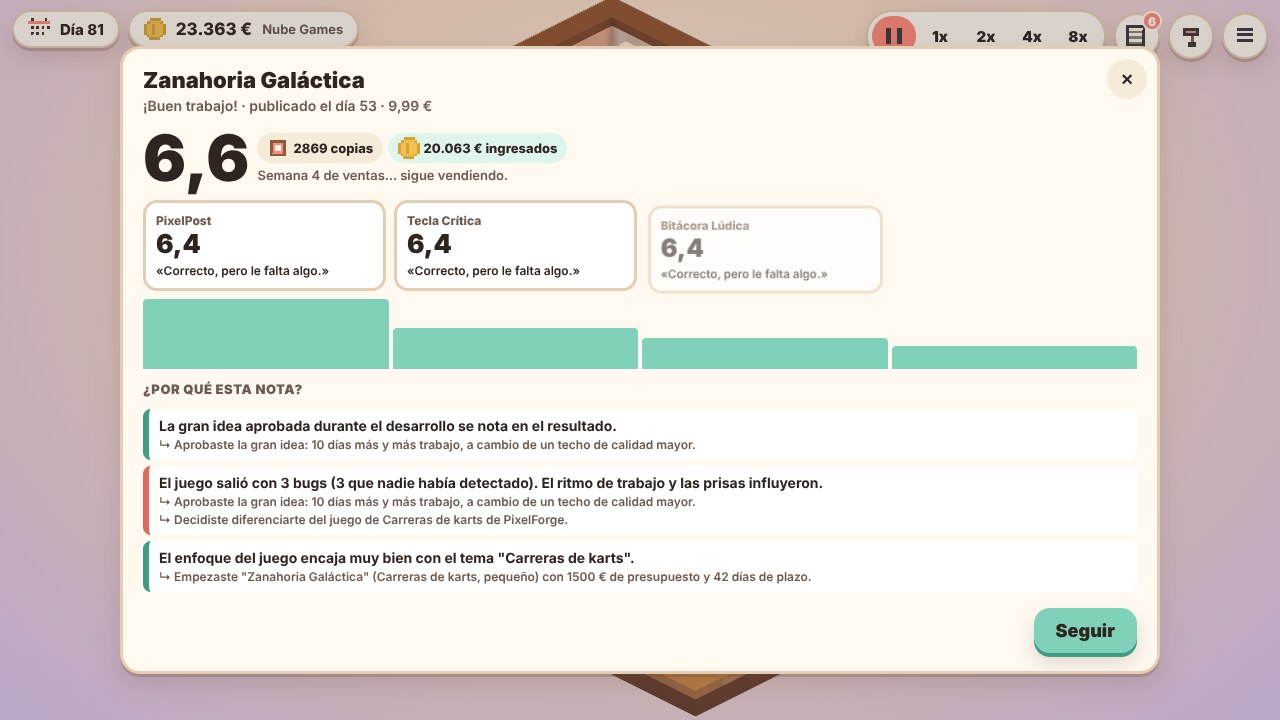 Día 81
23.363 € Nube Games
1x 2x 4x 8x
6
Zanahoria Galáctica
×
¡Buen trabajo! · publicado el día 53 · 9,99 €
6,6
2869 copias
20.063 € ingresados
Semana 4 de ventas... sigue vendiendo.
PixelPost
6,4
«Correcto, pero le falta algo.»
Tecla Crítica
6,4
«Correcto, pero le falta algo.»
Bitácora Lúdica
6,4
«Correcto, pero le falta algo.»
¿POR QUÉ ESTA NOTA?
La gran idea aprobada durante el desarrollo se nota en el resultado.
↳ Aprobaste la gran idea: 10 días más y más trabajo, a cambio de un techo de calidad mayor.
El juego salió con 3 bugs (3 que nadie había detectado). El ritmo de trabajo y las prisas influyeron.
↳ Aprobaste la gran idea: 10 días más y más trabajo, a cambio de un techo de calidad mayor.
↳ Decidiste diferenciarte del juego de Carreras de karts de PixelForge.
El enfoque del juego encaja muy bien con el tema "Carreras de karts".
↳ Empezaste "Zanahoria Galáctica" (Carreras de karts, pequeño) con 1500 € de presupuesto y 42 días de plazo.
Seguir